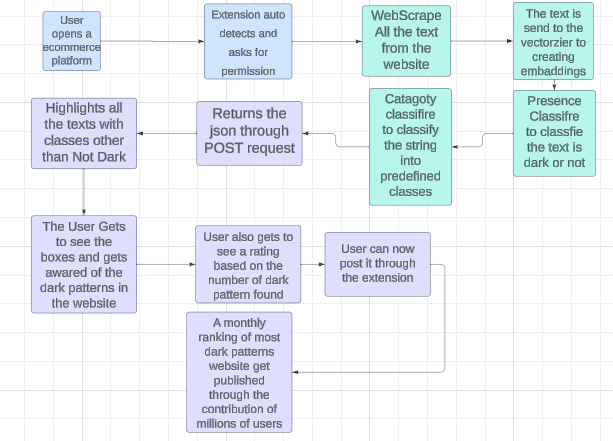 User
opens a
ecommerce
platform
Extension auto
detects and
asks for
permission
WebScrape
All the text
from the
website
The text is
send to the
vectorzier to
creating
embaddings
Presence
Classifire
to classfie
the text is
dark or not
Catagoty
classifire
to classify
the string
into
predefined
classes
Returns the
json through
POST request
Highlights all
the texts with
classes other
than Not Dark
The User Gets
to see the
boxes and gets
awared of the
dark patterns in
the website
User also gets to
see a rating
based on the
number of dark
pattern found
User can now
post it through
the extension
A monthly
ranking of most
dark patterns
website get
published
through the
contribution of
millions of users